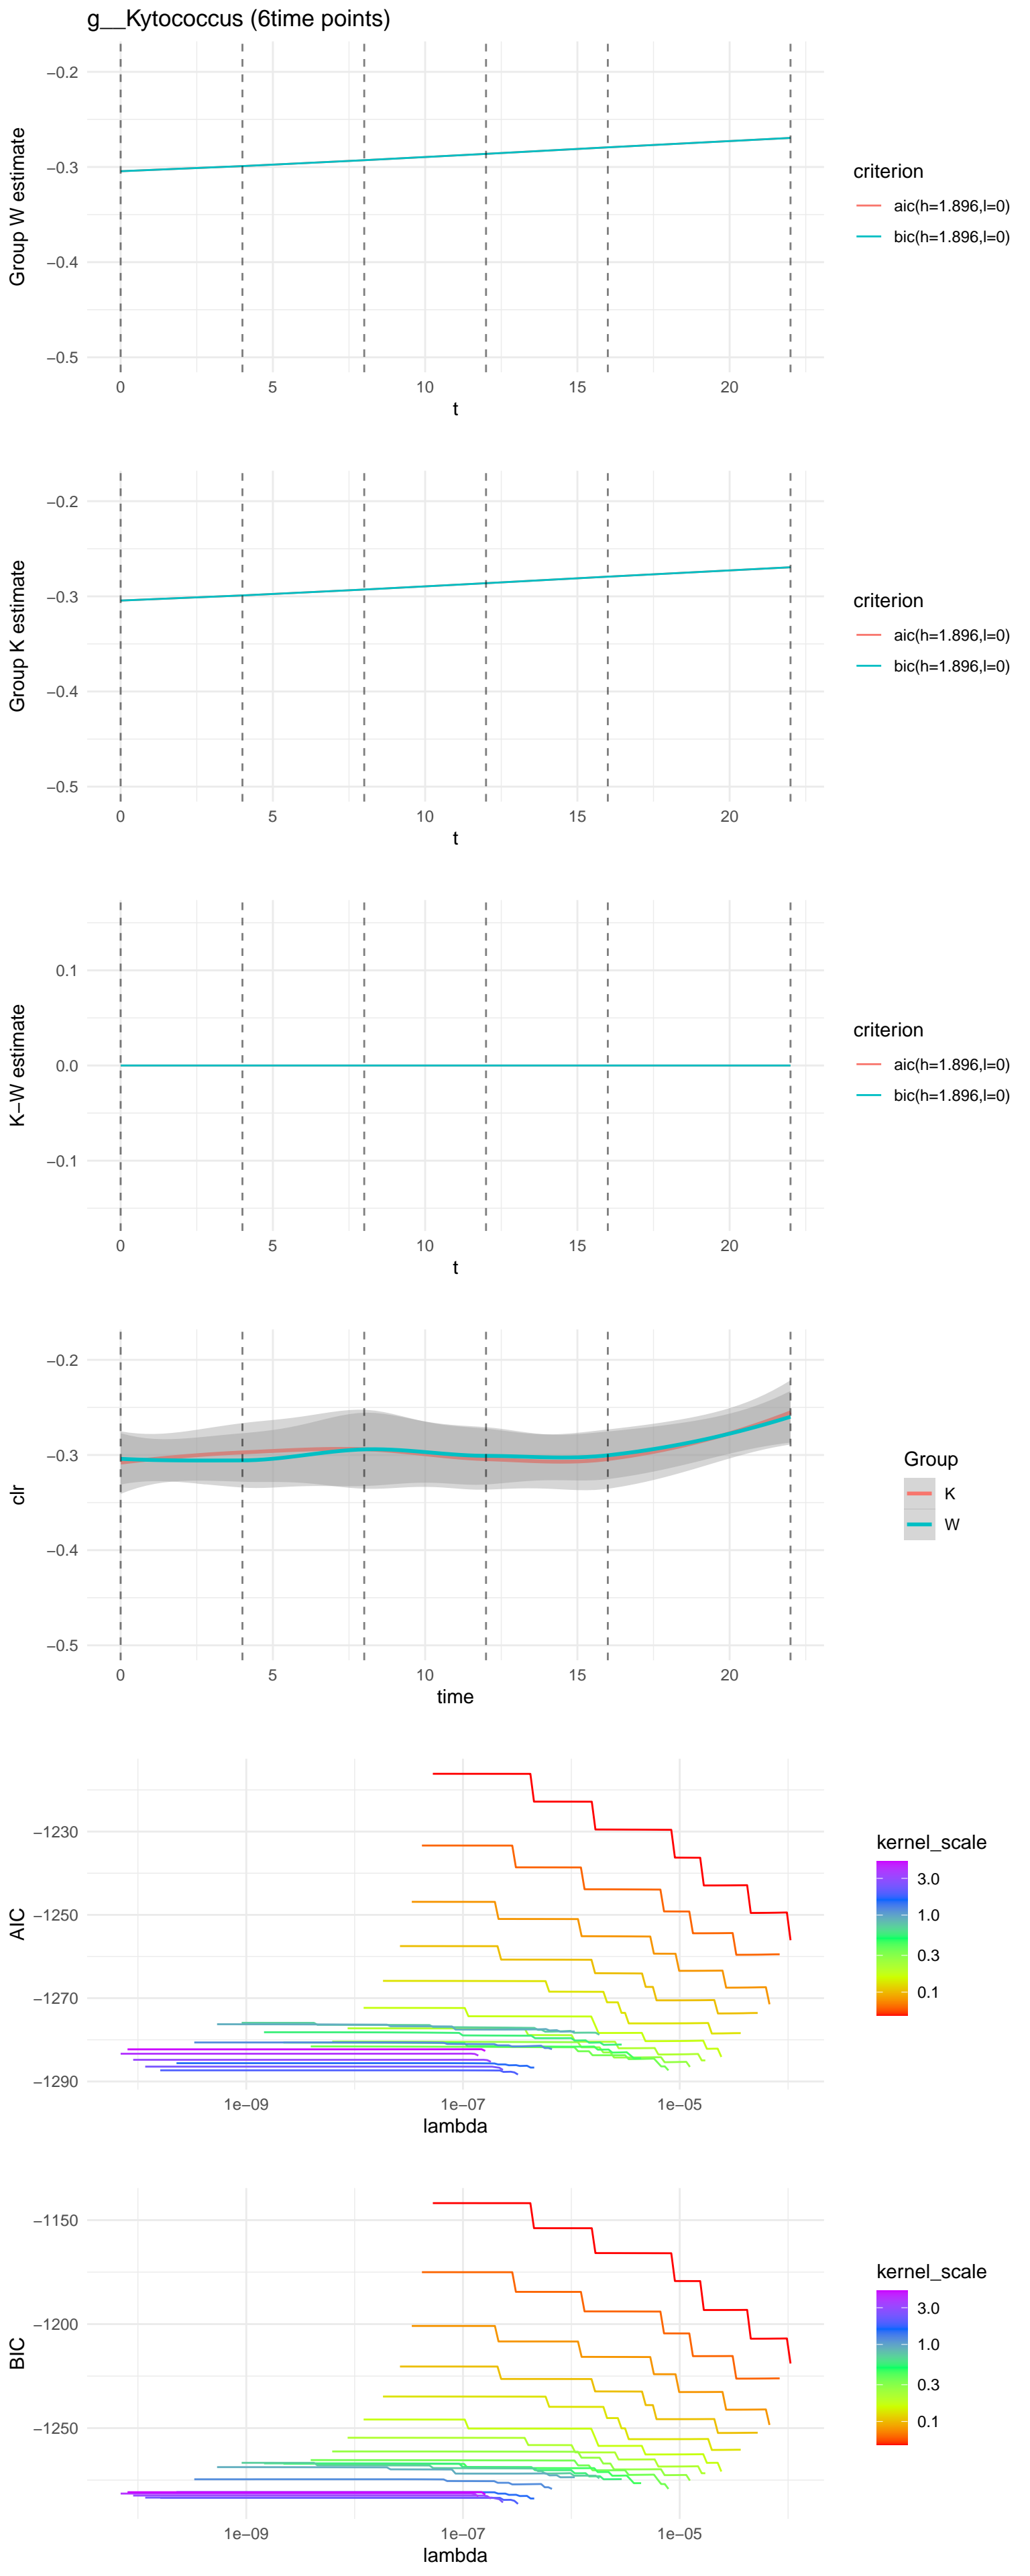 g__Kytococcus (6time points)
Group W estimate
−0.2
−0.3
−0.4
−0.5
0 5 10 15 20
t
criterion
aic(h=1.896,l=0)
bic(h=1.896,l=0)
Group K estimate
−0.2
−0.3
−0.4
−0.5
0 5 10 15 20
t
criterion
aic(h=1.896,l=0)
bic(h=1.896,l=0)
K−W estimate
0.1
0.0
−0.1
0 5 10 15 20
t
criterion
aic(h=1.896,l=0)
bic(h=1.896,l=0)
clr
−0.2
−0.3
−0.4
−0.5
0 5 10 15 20
time
Group
K
W
AIC
−1230
−1250
−1270
−1290
1e−09 1e−07 1e−05
lambda
kernel_scale
3.0
1.0
0.3
0.1
BIC
−1150
−1200
−1250
1e−09 1e−07 1e−05
lambda
kernel_scale
3.0
1.0
0.3
0.1